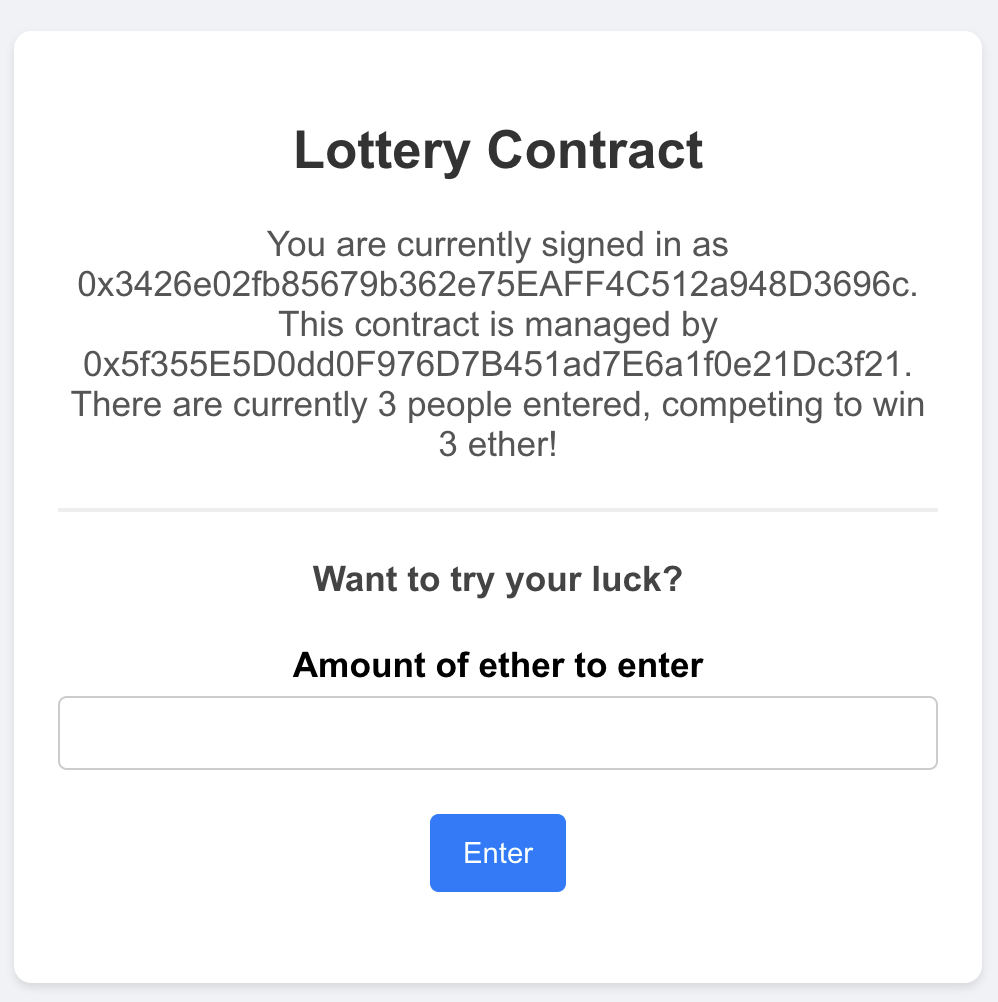 Lottery Contract
You are currently signed in as
0x3426e02fb85679b362e75EAFF4C512a948D3696c.
This contract is managed by
0x5f355E5D0dd0F976D7B451ad7E6a1f0e21Dc3f21.
There are currently 3 people entered, competing to win
3 ether!
Want to try your luck?
Amount of ether to enter
Enter